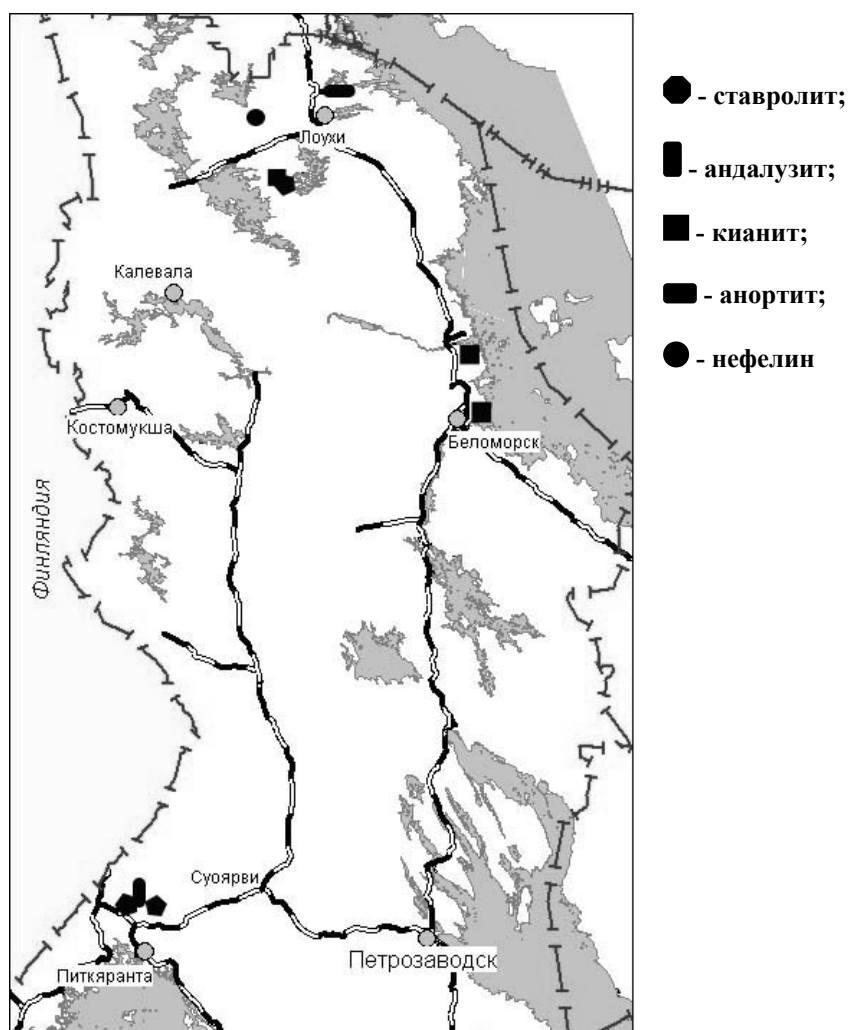 Лоухи
Калевала
Костомукша
Беломорск
Финляндия
Суоярви
Петрозаводск
Питкяранта
- ставролит;
- андалузит;
- кианит;
- анортит;
- нефелин